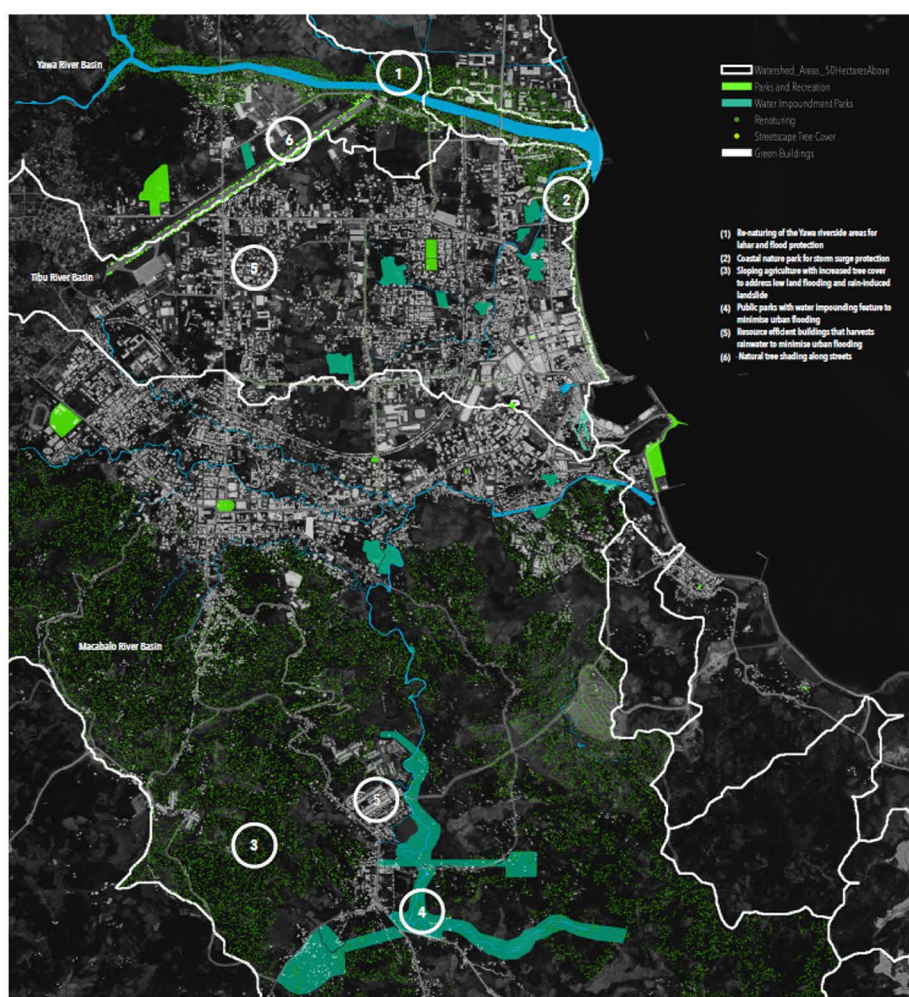 Yawa River Basin
1
Watershed_Areas_50HectaresAbove
Parks and Recreation
Water Impoundment Parks
Renaturing
Streetscape Tree Cover
Green Buildings
6
2
(1) Re-naturing of the Yawa riverside areas for
lahar and flood protection
(2) Coastal nature park for storm surge protection
(3) Sloping agriculture with increased tree cover
to address low land flooding and rain-induced
landslide
(4) Public parks with water impounding feature to
minimise urban flooding
(5) Resource efficient buildings that harvests
rainwater to minimise urban flooding
(6) Natural tree shading along streets
Tibu River Basin
5
Macabalo River Basin
5
3
4